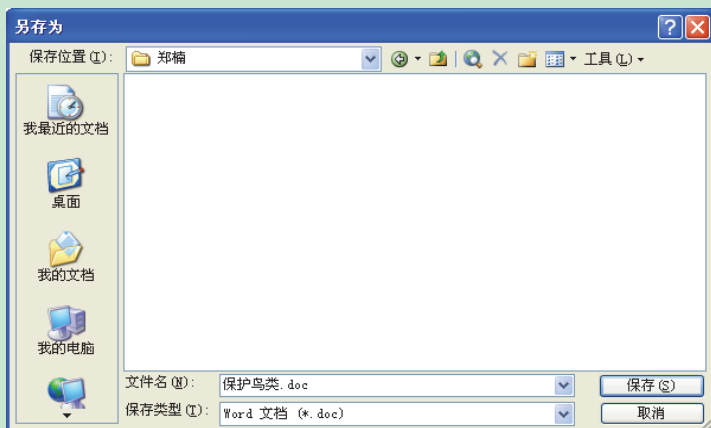 另存为
保存位置(I): 郑楠 工具(L)
我最近的文档
桌面
我的文档
我的电脑
文件名(N): 保护鸟类.doc 保存(S)
保存类型(T): Word 文档 (*.doc) 取消